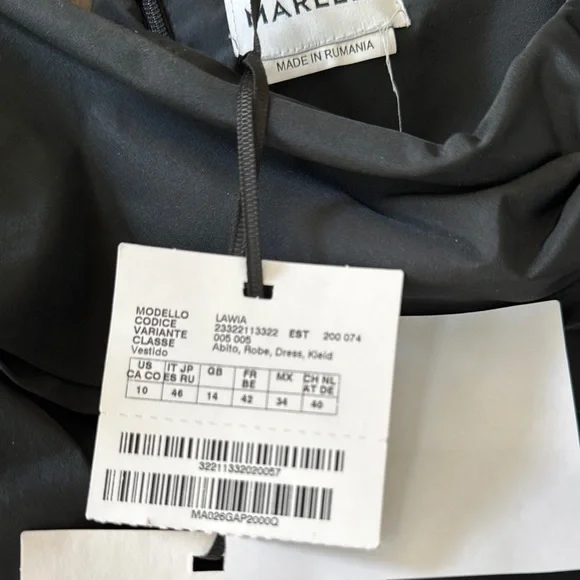 MADE IN RUMANIA
MODELLO LAWIA
CODICE 23322113322 EST 200 074
VARIANTE 005 005
CLASSE Abito, Robe, Dress, Kleid
Vestido
US CA CO IT JP ES RU GB FR BE MX CH NL AT DE
10 46 14 42 34 40
32211332020057
MA026GAP2000Q